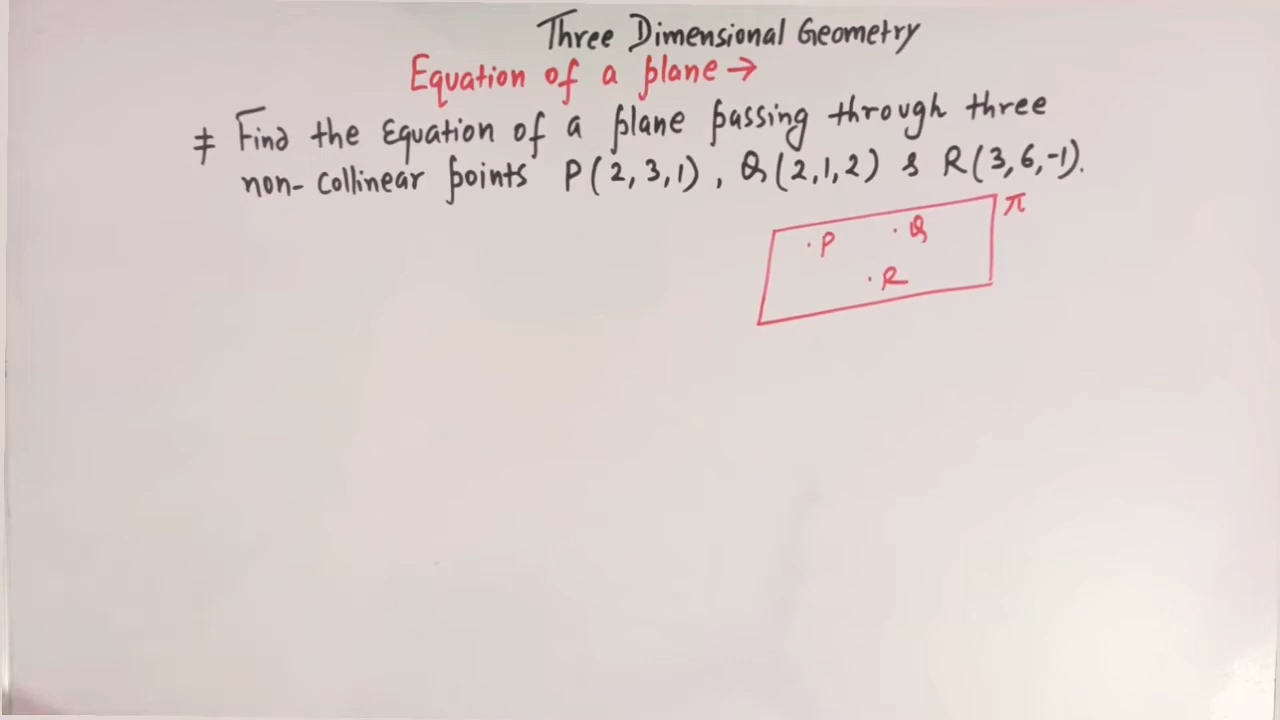 Three Dimensional Geometry
Equation of a plane →
‡ Find the Equation of a plane passing through three
non-collinear points P(2,3,1), Q(2,1,2) & R(3,6,-1).
π
P
Q
R